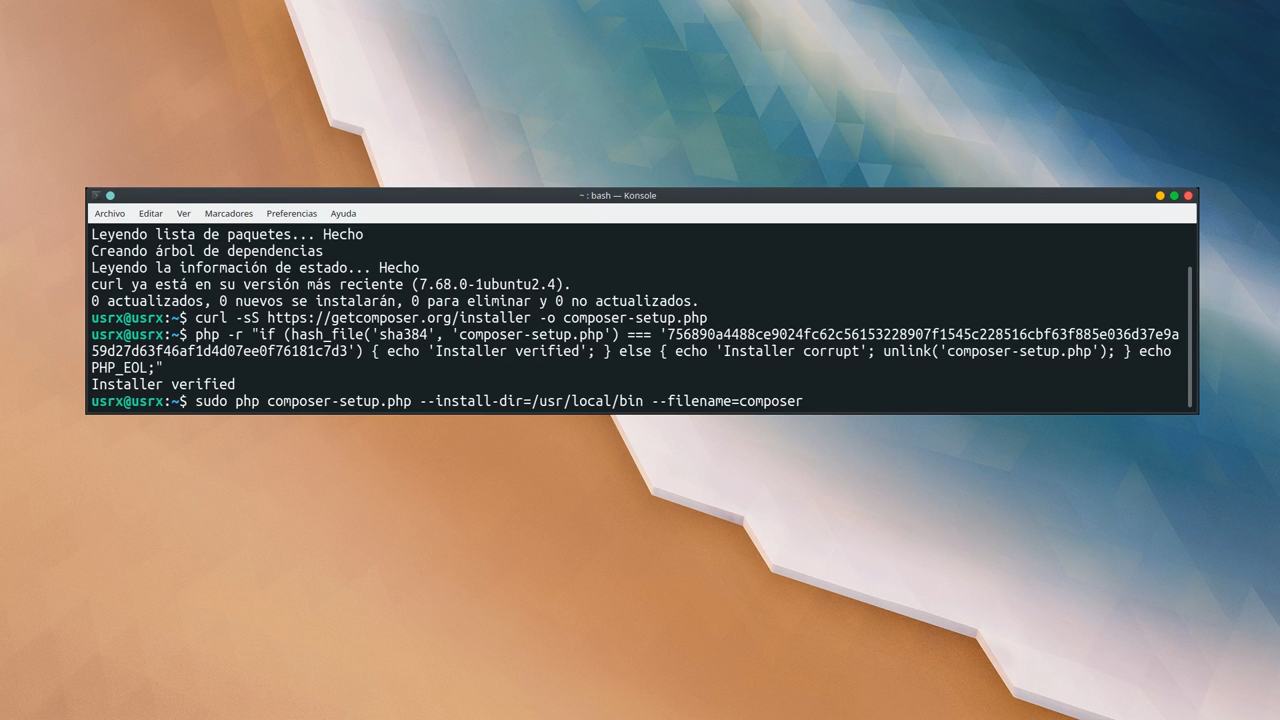 ~ : bash — Konsole
Archivo Editar Ver Marcadores Preferencias Ayuda
Leyendo lista de paquetes... Hecho
Creando árbol de dependencias
Leyendo la información de estado... Hecho
curl ya está en su versión más reciente (7.68.0-1ubuntu2.4).
0 actualizados, 0 nuevos se instalarán, 0 para eliminar y 0 no actualizados.
usrx@usrx:~$ curl -sS https://getcomposer.org/installer -o composer-setup.php
usrx@usrx:~$ php -r "if (hash_file('sha384', 'composer-setup.php') === '756890a4488ce9024fc62c56153228907f1545c228516cbf63f885e036d37e9a
59d27d63f46af1d4d07ee0f76181c7d3') { echo 'Installer verified'; } else { echo 'Installer corrupt'; unlink('composer-setup.php'); } echo
PHP_EOL;"
Installer verified
usrx@usrx:~$ sudo php composer-setup.php --install-dir=/usr/local/bin --filename=composer